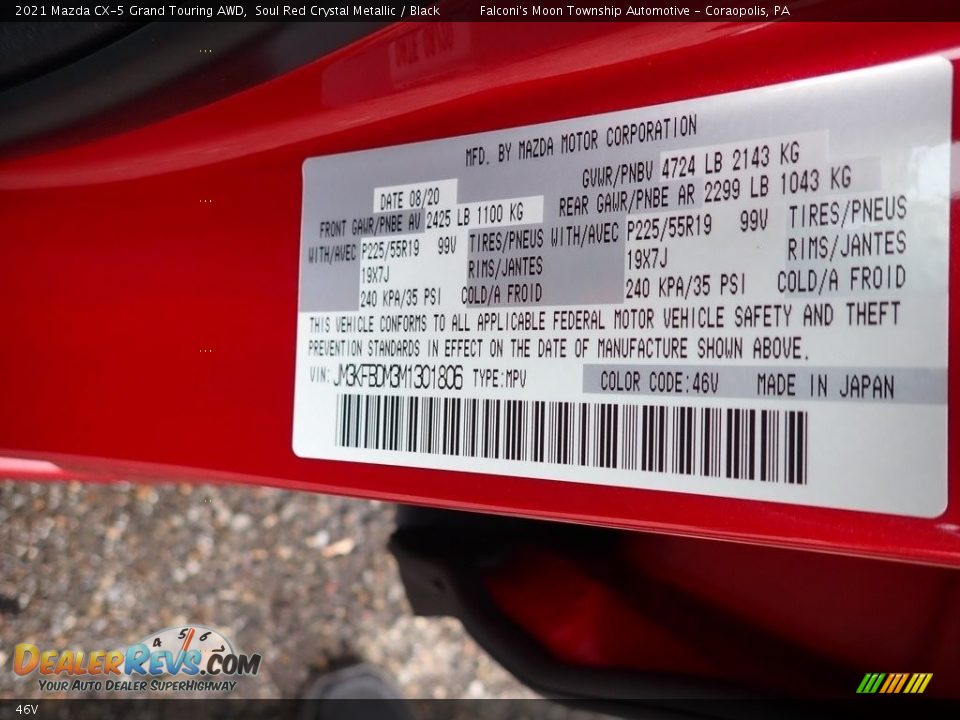 2021 Mazda CX-5 Grand Touring AWD, Soul Red Crystal Metallic / Black Falconi's Moon Township Automotive - Coraopolis, PA
MFD. BY MAZDA MOTOR CORPORATION
DATE 08/20 GVWR/PNBV 4724 LB 2143 KG
FRONT GAWR/PNBE AV 2425 LB 1100 KG REAR GAWR/PNBE AR 2299 LB 1043 KG
WITH/AVEC P225/55R19 99V TIRES/PNEUS WITH/AVEC P225/55R19 99V TIRES/PNEUS
19X7J RIMS/JANTES 19X7J RIMS/JANTES
240 KPA/35 PSI COLD/A FROID 240 KPA/35 PSI COLD/A FROID
THIS VEHICLE CONFORMS TO ALL APPLICABLE FEDERAL MOTOR VEHICLE SAFETY AND THEFT
PREVENTION STANDARDS IN EFFECT ON THE DATE OF MANUFACTURE SHOWN ABOVE.
VIN: JM3KFBDM3M1301806 TYPE:MPV COLOR CODE:46V MADE IN JAPAN
4 5 6
DEALERREVS.COM
YOUR AUTO DEALER SUPERHIGHWAY
46V